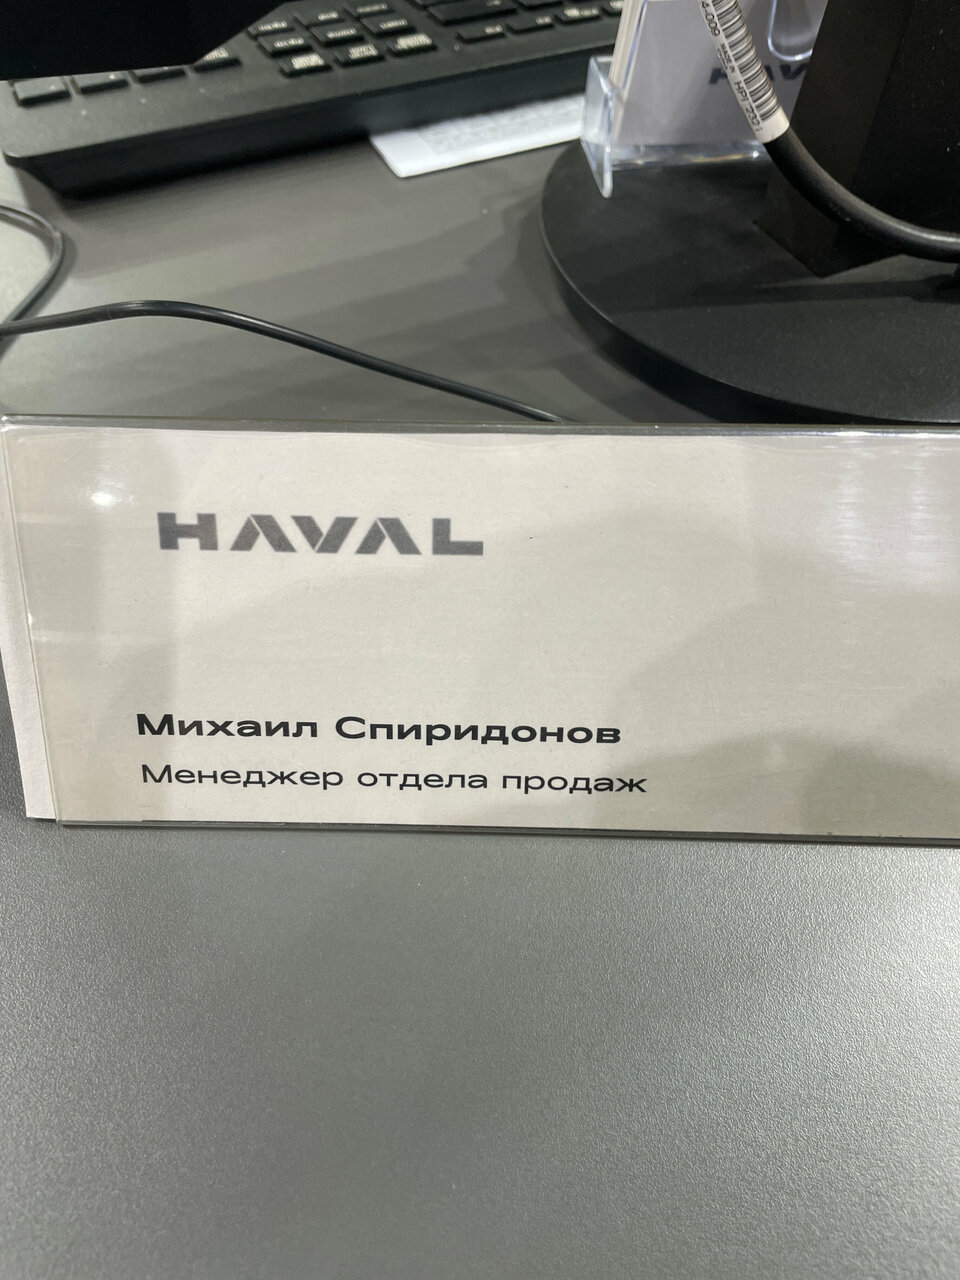 HAVAL
Михаил Спиридонов
Менеджер отдела продаж